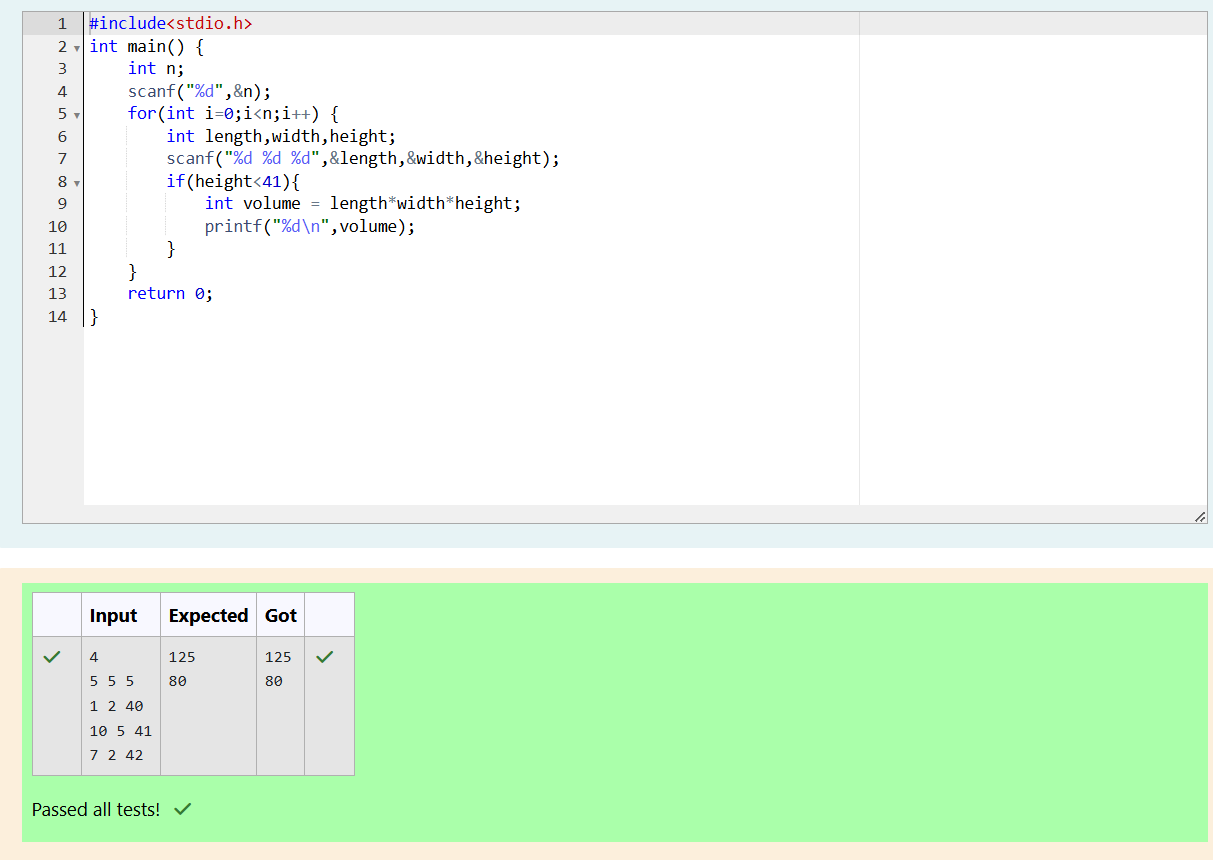 1 #include<stdio.h>
2 int main() {
3     int n;
4     scanf("%d",&n);
5     for(int i=0;i<n;i++) {
6         int length,width,height;
7         scanf("%d %d %d",&length,&width,&height);
8         if(height<41){
9             int volume = length*width*height;
10             printf("%d\n",volume);
11         }
12     }
13     return 0;
14 }
Input Expected Got
4 125 125
5 5 5 80 80
1 2 40
10 5 41
7 2 42
Passed all tests!